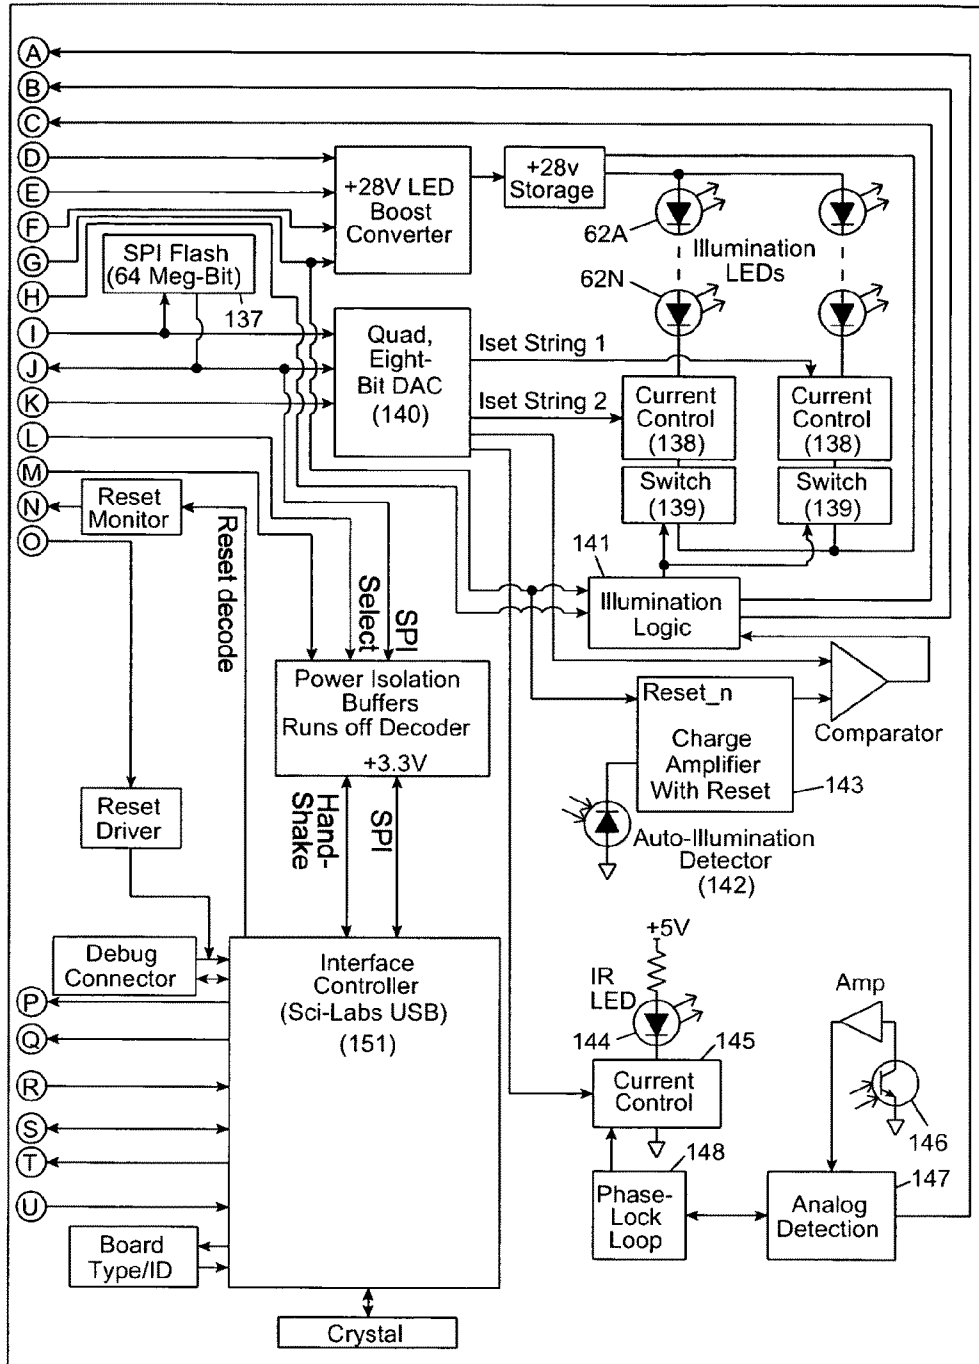 A
B
C
D
E
F
G
H
I
J
K
L
M
N
O
P
Q
R
S
T
U
+28V LED
Boost
Converter
+28v
Storage
62A
62N
Illumination
LEDs
SPI Flash
(64 Meg-Bit)
137
Quad,
Eight-
Bit DAC
(140)
Iset String 1
Iset String 2
Current
Control
(138)
Current
Control
(138)
Switch
(139)
Switch
(139)
Reset
Monitor
Reset decode
Select
SPI
141
Illumination
Logic
Power Isolation
Buffers
Runs off Decoder
+3.3V
Reset_n
Charge
Amplifier
With Reset
143
Comparator
Auto-Illumination
Detector
(142)
Reset
Driver
Hand-
Shake
SPI
Debug
Connector
Interface
Controller
(Sci-Labs USB)
(151)
+5V
IR
LED
144
145
Current
Control
Amp
146
148
147
Phase-
Lock
Loop
Analog
Detection
Board
Type/ID
Crystal